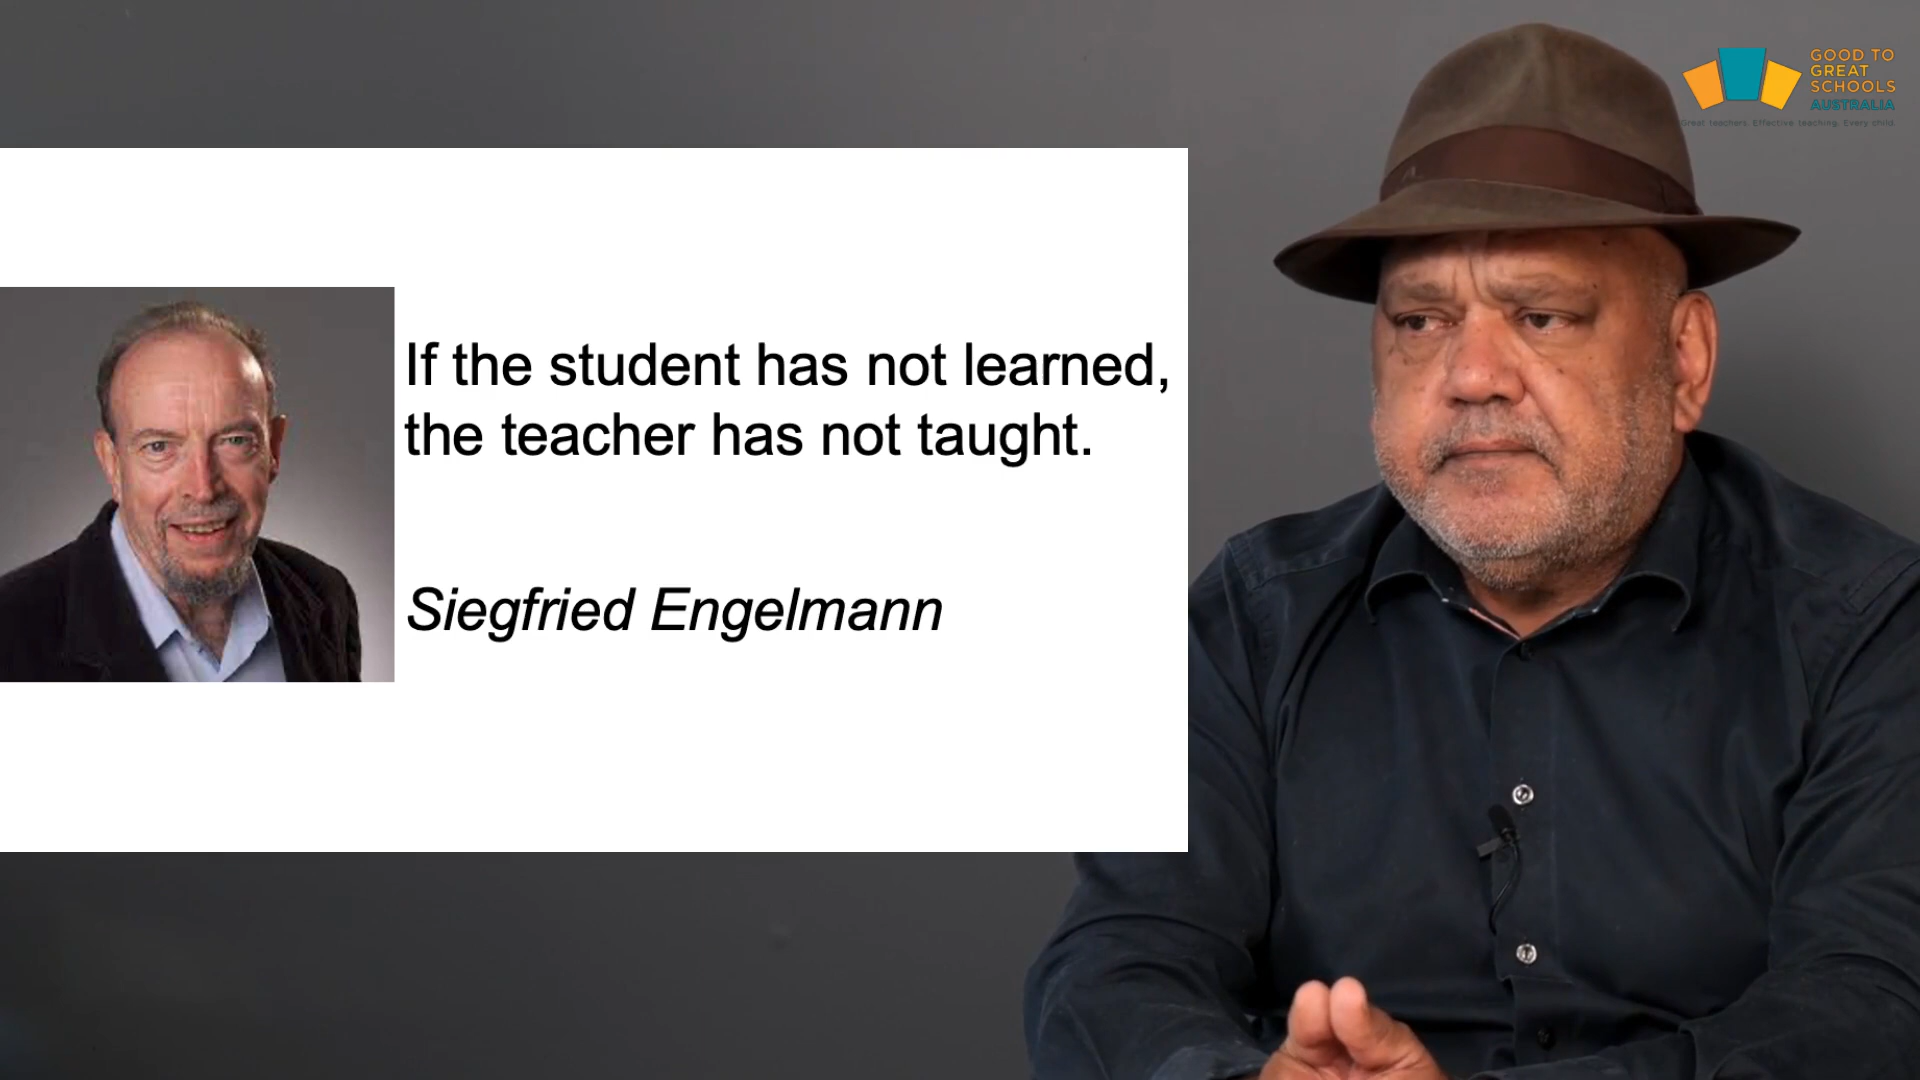 GOOD TO
GREAT
SCHOOLS
AUSTRALIA
Great teachers. Effective teaching. Every child.
If the student has not learned,
the teacher has not taught.
Siegfried Engelmann